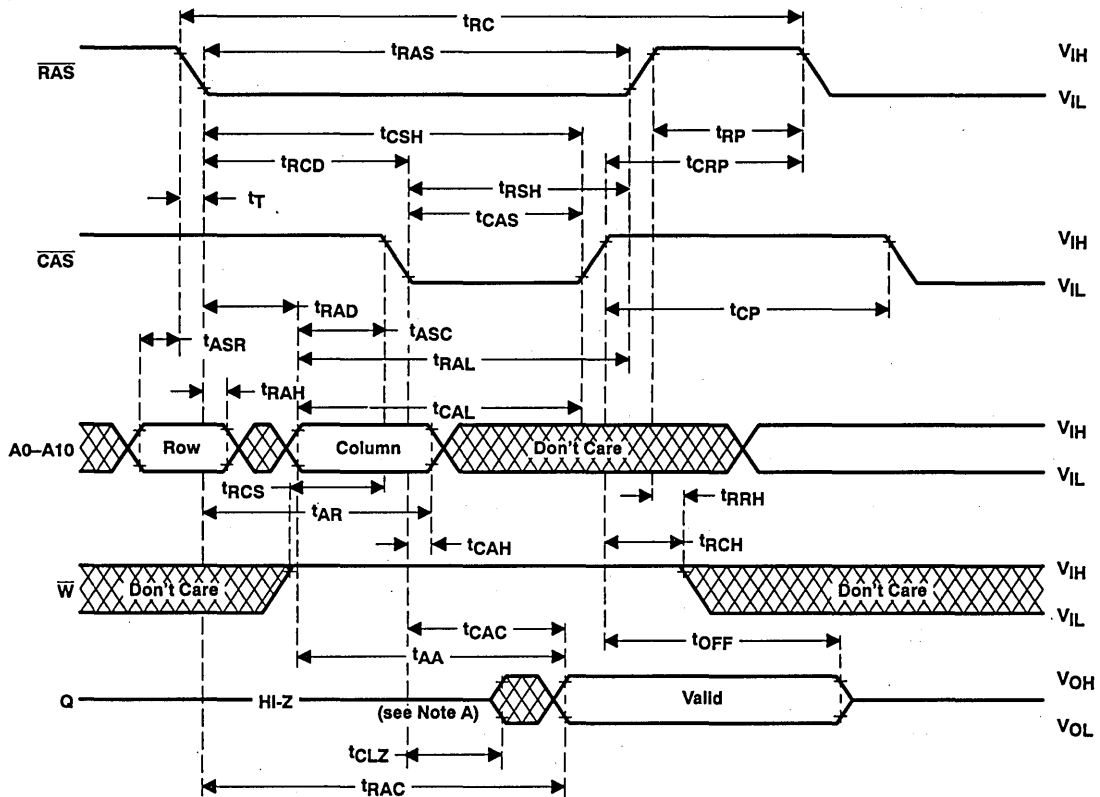 tRC
RAS
tRAS
VIH
VIL
tRP
tCSH
tCRP
tRCD
tRSH
tT
tCAS
CAS
VIH
VIL
tCP
tRAD
tASR
tASC
tRAL
tRAH
tCAL
A0–A10
Row
Column
Don't Care
VIH
VIL
tRCS
tRRH
tAR
tCAH
tRCH
W
Don't Care
Don't Care
VIH
VIL
tCAC
tAA
tOFF
Q
HI-Z
(see Note A)
Valid
VOH
VOL
tCLZ
tRAC